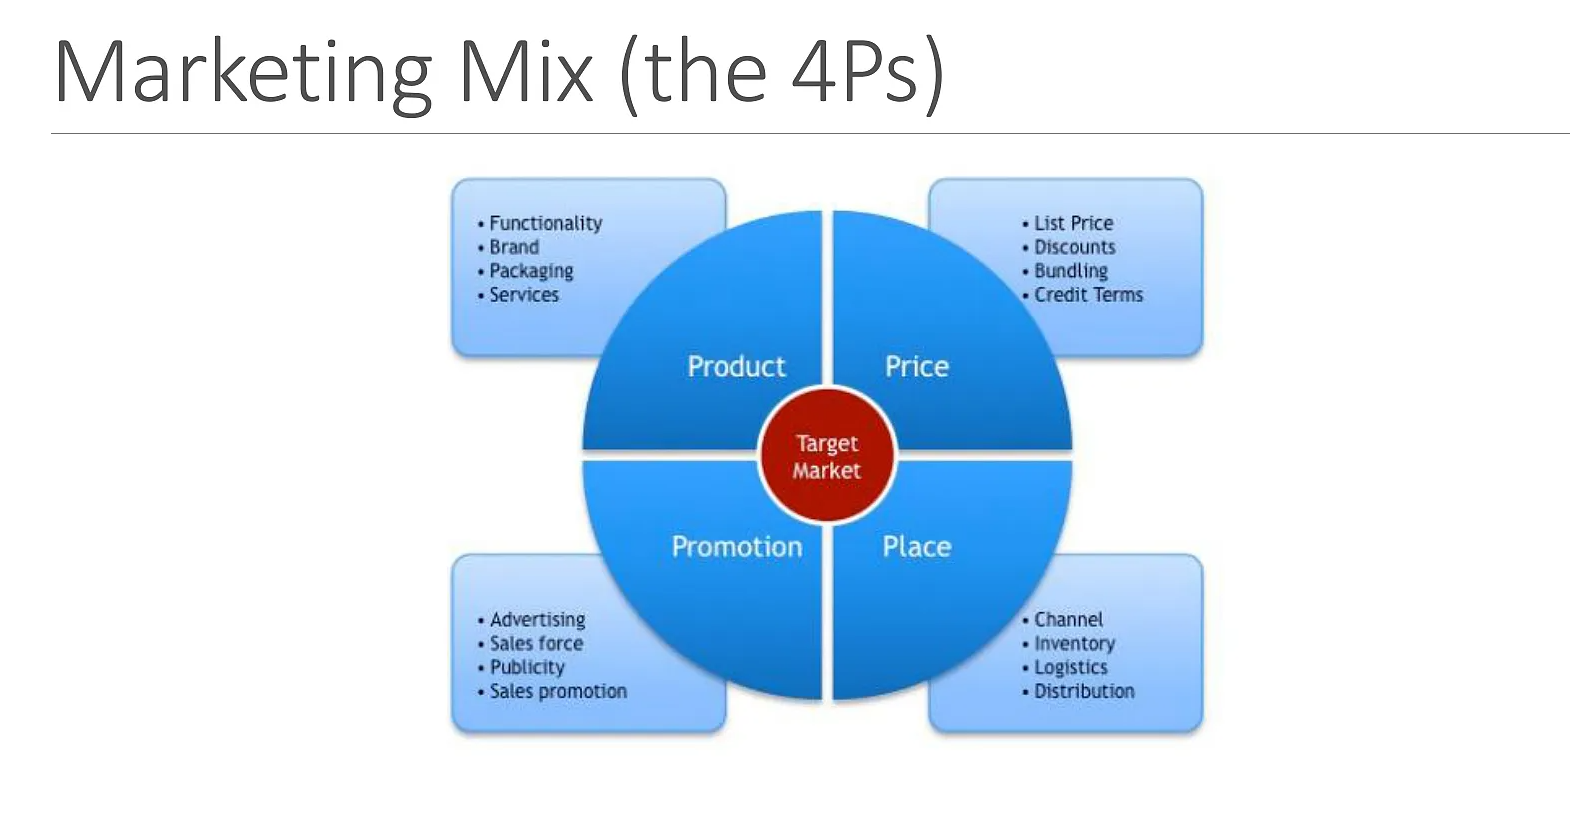 Marketing Mix (the 4Ps)
• Functionality
• Brand
• Packaging
• Services
• List Price
• Discounts
• Bundling
• Credit Terms
Product
Price
Target
Market
Promotion
Place
• Advertising
• Sales force
• Publicity
• Sales promotion
• Channel
• Inventory
• Logistics
• Distribution